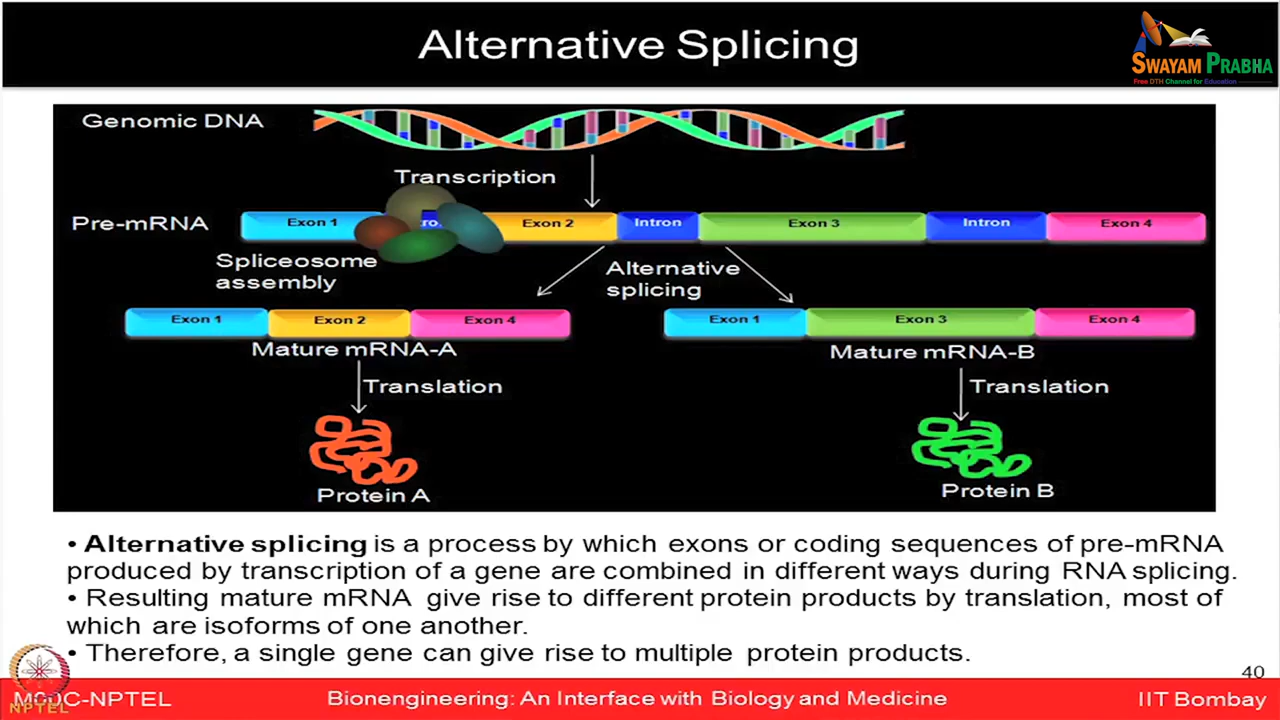 Alternative Splicing
SWAYAM PRABHA
Free DTH Channel for Education
Genomic DNA
Transcription
Pre-mRNA
Exon 1
Exon 2
Intron
Exon 3
Intron
Exon 4
Spliceosome
assembly
Alternative
splicing
Exon 1
Exon 2
Exon 4
Exon 1
Exon 3
Exon 4
Mature mRNA-A
Mature mRNA-B
Translation
Translation
Protein A
Protein B
• Alternative splicing is a process by which exons or coding sequences of pre-mRNA
produced by transcription of a gene are combined in different ways during RNA splicing.
• Resulting mature mRNA give rise to different protein products by translation, most of
which are isoforms of one another.
• Therefore, a single gene can give rise to multiple protein products.
40
NPTEL
Bionengineering: An Interface with Biology and Medicine
IIT Bombay